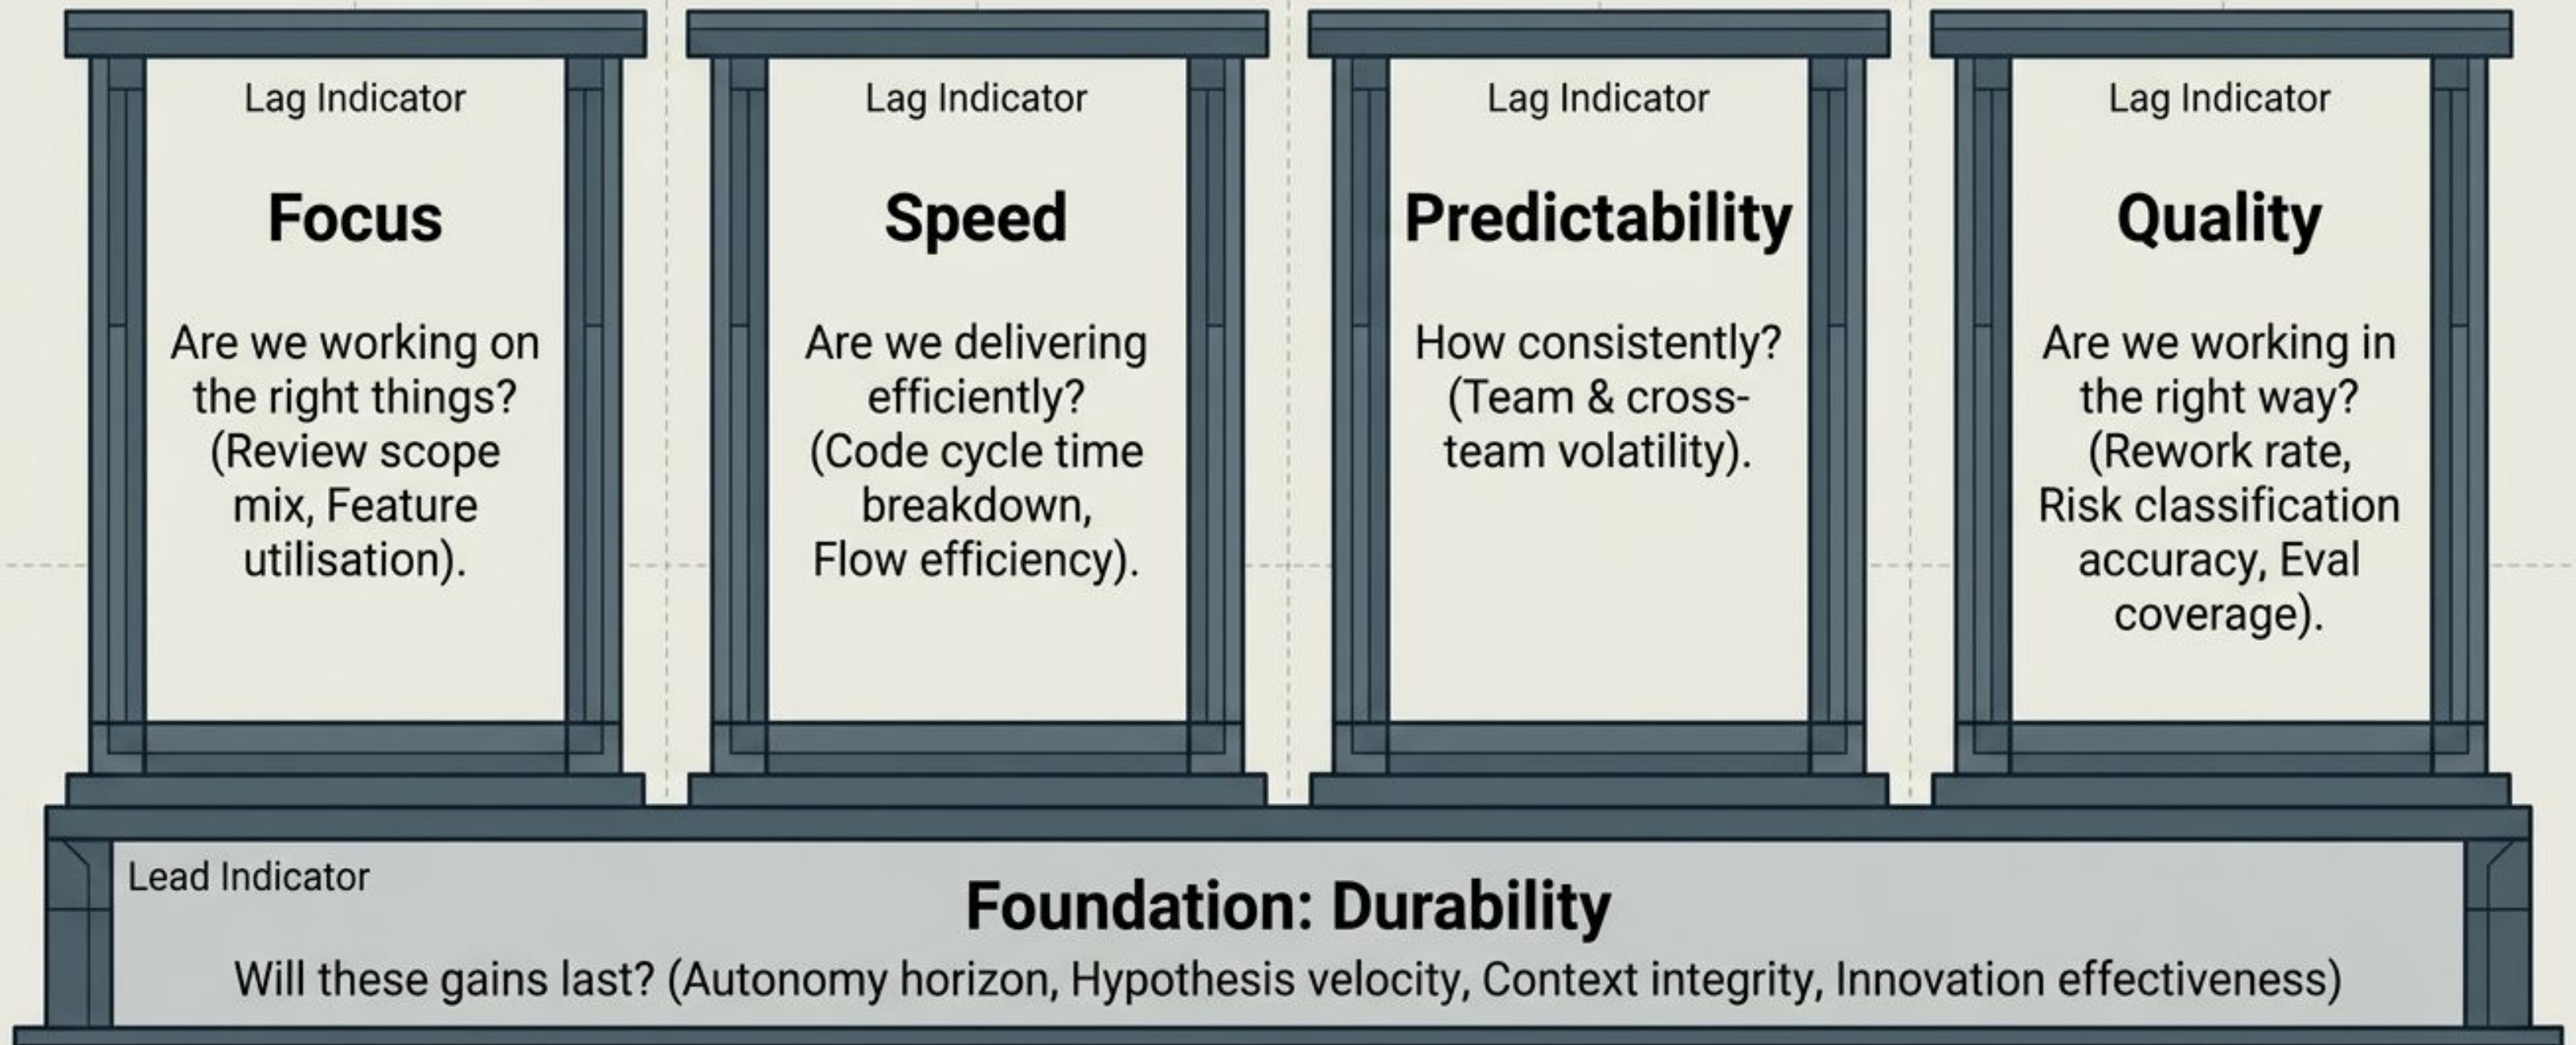 Lag Indicator
Focus
Are we working on
the right things?
(Review scope
mix, Feature
utilisation).
Lag Indicator
Speed
Are we delivering
efficiently?
(Code cycle time
breakdown,
Flow efficiency).
Lag Indicator
Predictability
How consistently?
(Team & cross-
team volatility).
Lag Indicator
Quality
Are we working in
the right way?
(Rework rate,
Risk classification
accuracy, Eval
coverage).
Lead Indicator
Foundation: Durability
Will these gains last? (Autonomy horizon, Hypothesis velocity, Context integrity, Innovation effectiveness)